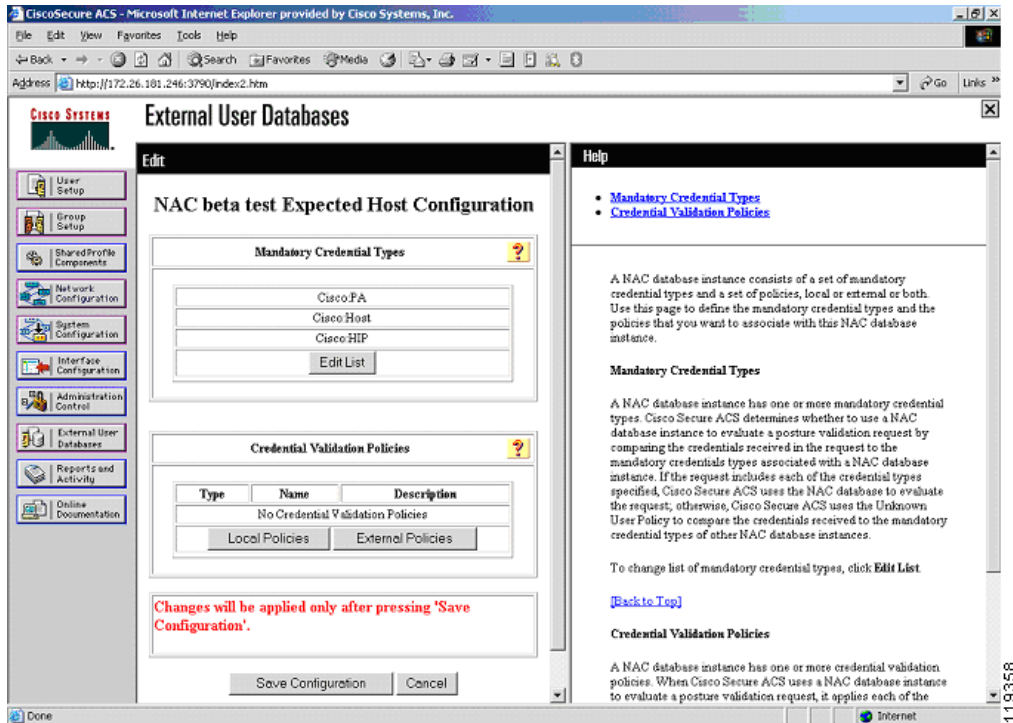 CiscoSecure ACS - Microsoft Internet Explorer provided by Cisco Systems, Inc.
File Edit View Favorites Tools Help
Back Search Favorites Media
Address http://172.26.181.246:3790/index2.htm Go Links »
CISCO SYSTEMS
External User Databases
User Setup
Group Setup
Shared Profile Components
Network Configuration
System Configuration
Interface Configuration
Administration Control
External User Databases
Reports and Activity
Online Documentation
Edit
NAC beta test Expected Host Configuration
Mandatory Credential Types ?
Cisco:PA
Cisco:Host
Cisco:HIP
Edit List
Credential Validation Policies ?
Type Name Description
No Credential Validation Policies
Local Policies External Policies
Changes will be applied only after pressing 'Save
Configuration'.
Save Configuration Cancel
Help
Mandatory Credential Types
Credential Validation Policies
A NAC database instance consists of a set of mandatory
credential types and a set of policies, local or external or both.
Use this page to define the mandatory credential types and the
policies that you want to associate with this NAC database
instance.
Mandatory Credential Types
A NAC database instance has one or more mandatory credential
types. Cisco Secure ACS determines whether to use a NAC
database instance to evaluate a posture validation request by
comparing the credentials received in the request to the
mandatory credentials types associated with a NAC database
instance. If the request includes each of the credential types
specified, Cisco Secure ACS uses the NAC database to evaluate
the request; otherwise, Cisco Secure ACS uses the Unknown
User Policy to compare the credentials received to the mandatory
credential types of other NAC database instances.
To change list of mandatory credential types, click Edit List.
[Back to Top]
Credential Validation Policies
A NAC database instance has one or more credential validation
policies. When Cisco Secure ACS uses a NAC database instance
to evaluate a posture validation request, it applies each of the
Done Internet
119358